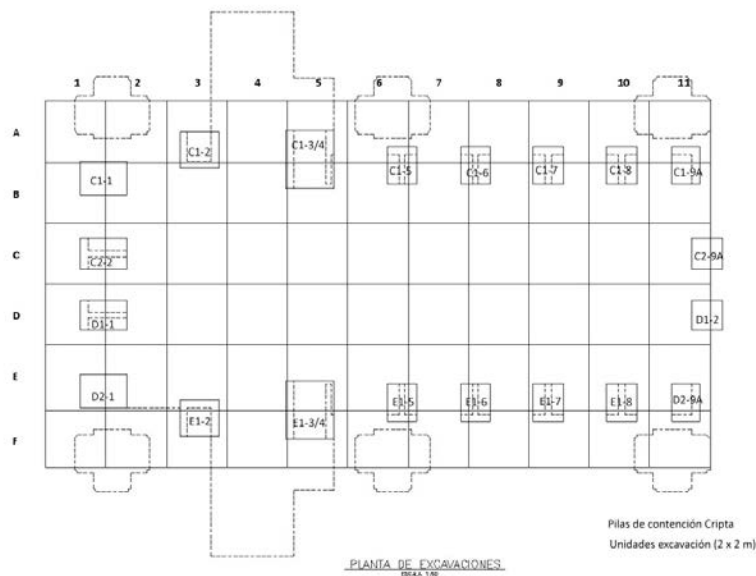 1 2 3 4 5 6 7 8 9 10 11
A
C1-2
C1-3/4
C1-5
C1-6
C1-7
C1-8
C1-9A
C1-1
B
C
C2-2
C2-9A
D
D1-1
D1-2
E
D2-1
E1-5
E1-6
E1-7
E1-8
D2-9A
E1-2
E1-3/4
F
Pilas de contención Cripta
Unidades excavación (2 x 2 m)
PLANTA DE EXCAVACIONES